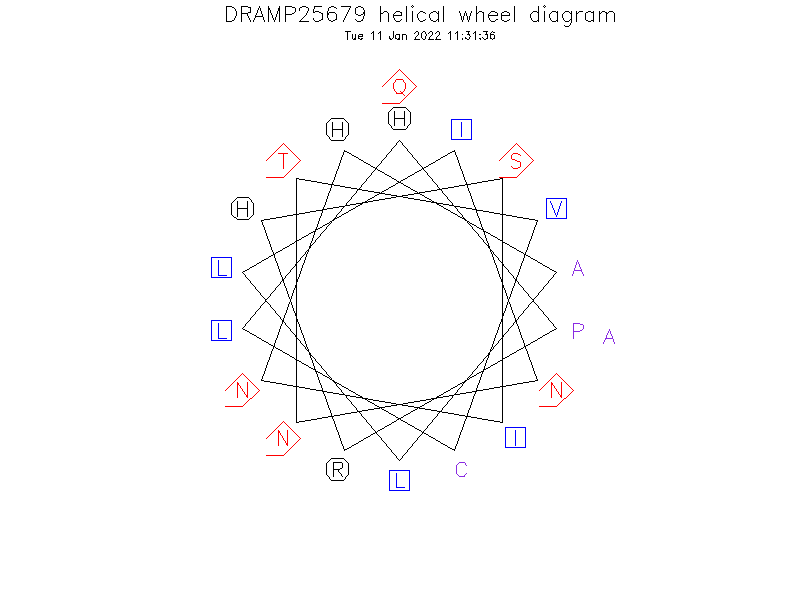 DRAMP25679 helical wheel diagram
Tue 11 Jan 2022 11:31:36
Q
H H I
T S
H V
L A
L P A
N N
N I
R L C